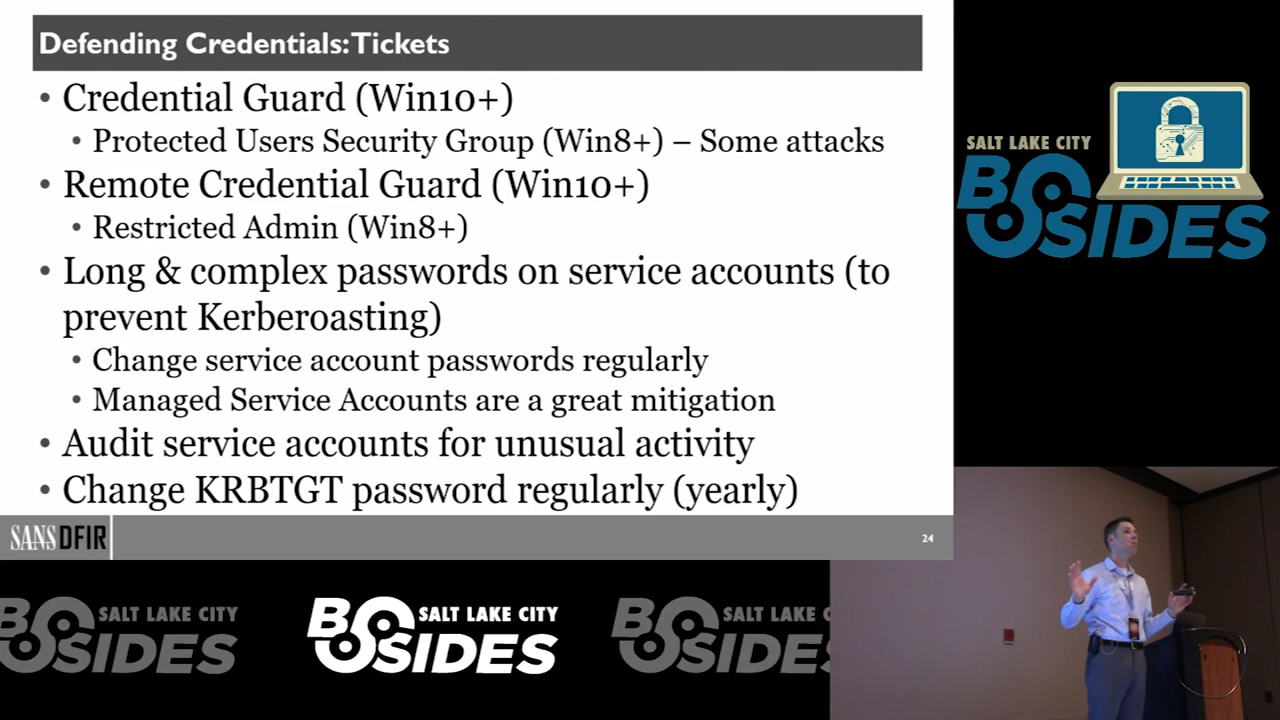 Defending Credentials: Tickets
• Credential Guard (Win10+)
• Protected Users Security Group (Win8+) – Some attacks
• Remote Credential Guard (Win10+)
• Restricted Admin (Win8+)
• Long & complex passwords on service accounts (to
prevent Kerberoasting)
• Change service account passwords regularly
• Managed Service Accounts are a great mitigation
• Audit service accounts for unusual activity
• Change KRBTGT password regularly (yearly)
SANS DFIR
24
SALT LAKE CITY
BSIDES
SALT LAKE CITY
BSIDES
SALT LAKE CITY
BSIDES
SALT LAKE C
BSIDES